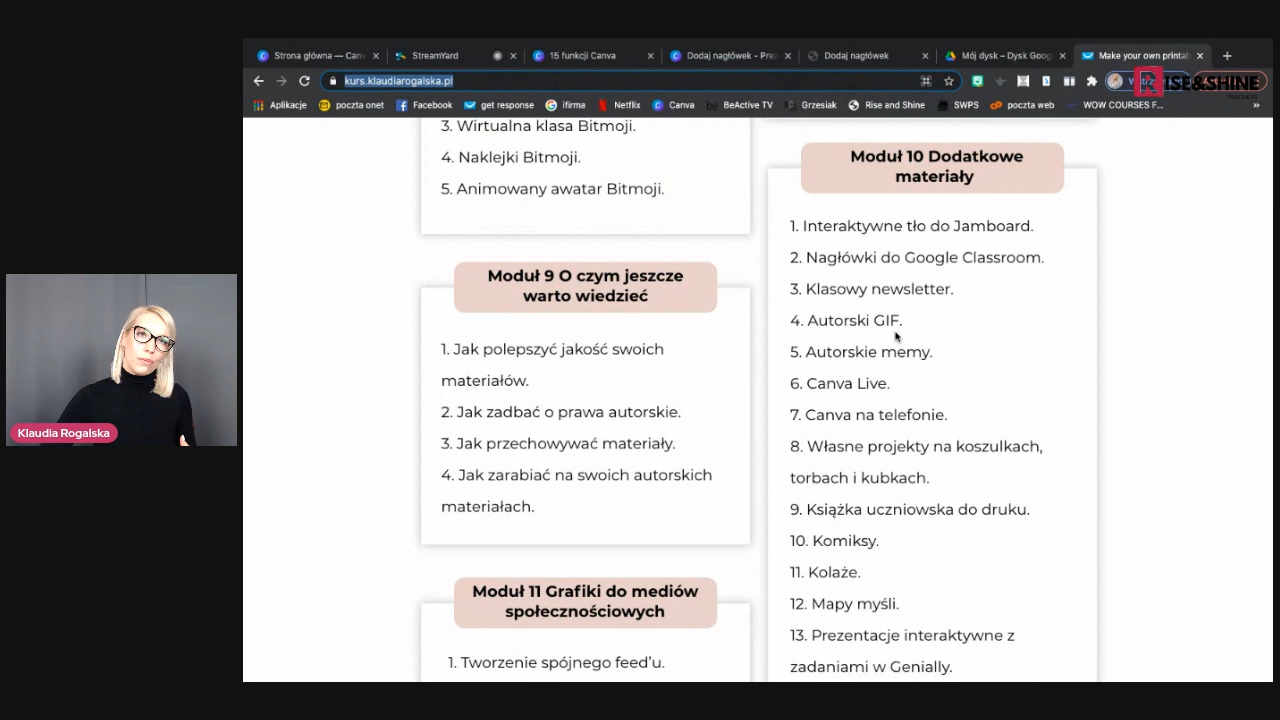 Strona główna — Canv
StreamYard
15 funkcji Canva
Dodaj nagłówek - Prez
Dodaj nagłówek
Mój dysk – Dysk Goog
Make your own printab
kurs.klaudiarogalska.pl
RISE&SHINE
Aplikacje
poczta onet
Facebook
get response
ifirma
Netflix
Canva
BeActive TV
Grzesiak
Rise and Shine
SWPS
poczta web
WOW COURSES F...
3. Wirtualna klasa Bitmoji.
4. Naklejki Bitmoji.
5. Animowany awatar Bitmoji.
Moduł 9 O czym jeszcze
warto wiedzieć
1. Jak polepszyć jakość swoich
materiałów.
2. Jak zadbać o prawa autorskie.
3. Jak przechowywać materiały.
4. Jak zarabiać na swoich autorskich
materiałach.
Moduł 11 Grafiki do mediów
społecznościowych
1. Tworzenie spójnego feed’u.
Moduł 10 Dodatkowe
materiały
1. Interaktywne tło do Jamboard.
2. Nagłówki do Google Classroom.
3. Klasowy newsletter.
4. Autorski GIF.
5. Autorskie memy.
6. Canva Live.
7. Canva na telefonie.
8. Własne projekty na koszulkach,
torbach i kubkach.
9. Książka uczniowska do druku.
10. Komiksy.
11. Kolaże.
12. Mapy myśli.
13. Prezentacje interaktywne z
zadaniami w Genially.
Klaudia Rogalska